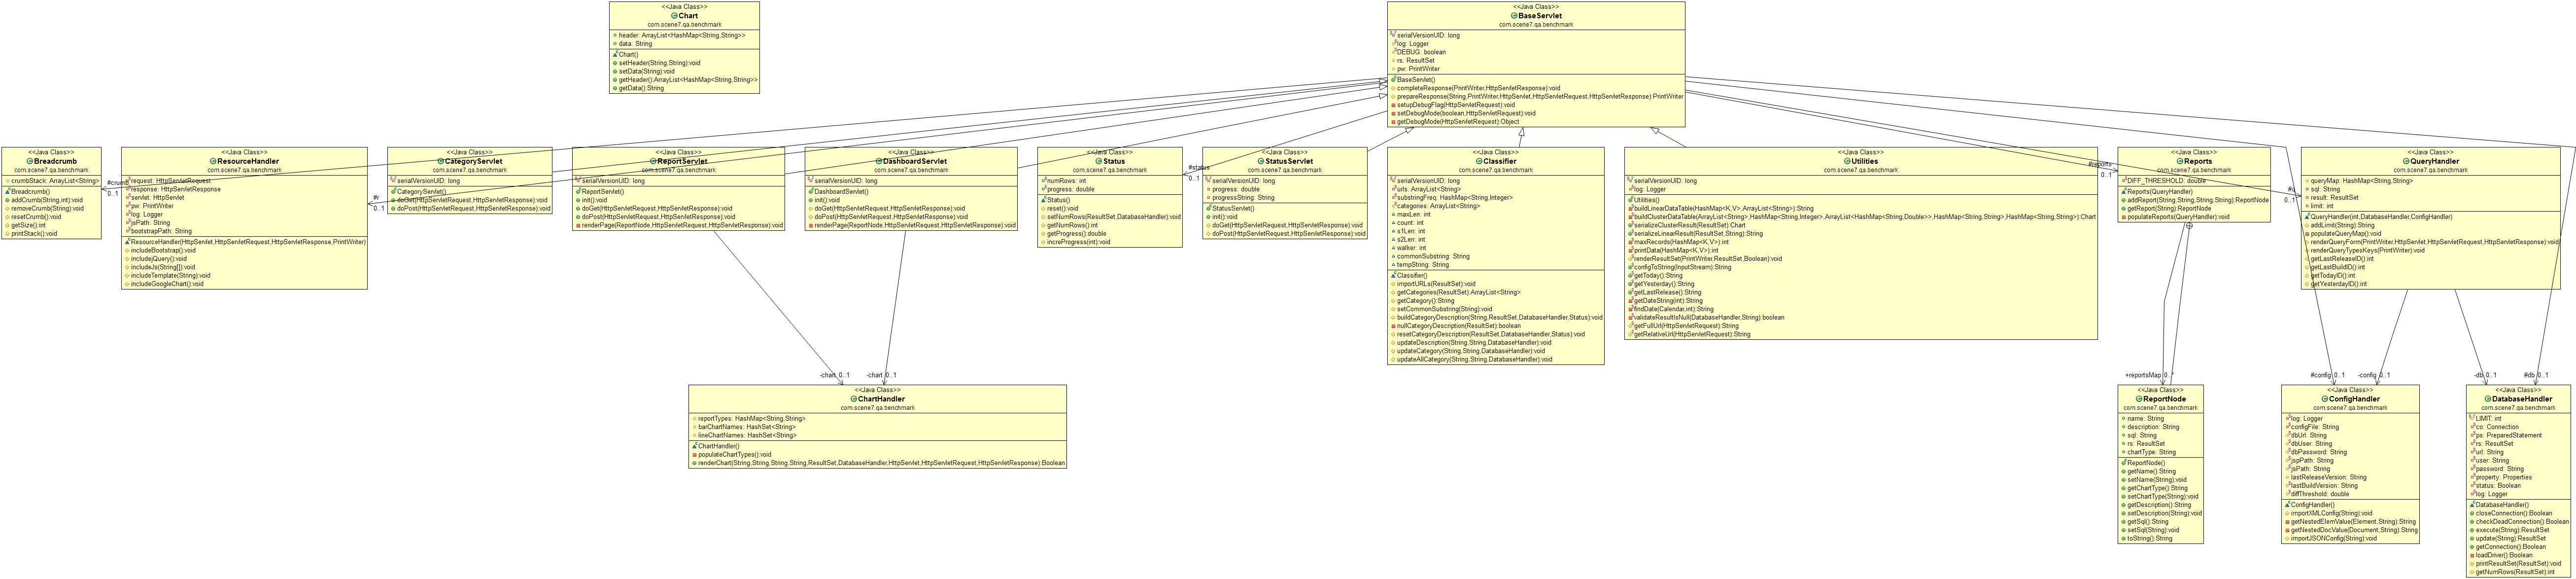 <<Java Class>>
Chart
com.scene7.qa.benchmark
header: ArrayList<HashMap<String,String>>
data: String
Chart()
setHeader(String,String):void
setData(String):void
getHeader():ArrayList<HashMap<String,String>>
getData():String
<<Java Class>>
BaseServlet
com.scene7.qa.benchmark
serialVersionUID: long
log: Logger
DEBUG: boolean
rs: ResultSet
pw: PrintWriter
BaseServlet()
completeResponse(PrintWriter,HttpServletResponse):void
prepareResponse(String,PrintWriter,HttpServlet,HttpServletRequest,HttpServletResponse):PrintWriter
setupDebugFlag(HttpServletRequest):void
setDebugMode(boolean,HttpServletRequest):void
getDebugMode(HttpServletRequest):Object
<<Java Class>>
Breadcrumb
com.scene7.qa.benchmark
crumbStack: ArrayList<String>
Breadcrumb()
addCrumb(String,int):void
removeCrumb(String):void
resetCrumb():void
getSize():int
printStack():void
#crumb
0..1
<<Java Class>>
ResourceHandler
com.scene7.qa.benchmark
request: HttpServletRequest
response: HttpServletResponse
servlet: HttpServlet
pw: PrintWriter
log: Logger
jsPath: String
bootstrapPath: String
ResourceHandler(HttpServlet,HttpServletRequest,HttpServletResponse,PrintWriter)
includeBootstrap():void
includejQuery():void
includeJs(String[]):void
includeTemplate(String):void
includeGoogleChart():void
#r
0..1
<<Java Class>>
CategoryServlet
com.scene7.qa.benchmark
serialVersionUID: long
CategoryServlet()
doGet(HttpServletRequest,HttpServletResponse):void
doPost(HttpServletRequest,HttpServletResponse):void
<<Java Class>>
ReportServlet
com.scene7.qa.benchmark
serialVersionUID: long
ReportServlet()
init():void
doGet(HttpServletRequest,HttpServletResponse):void
doPost(HttpServletRequest,HttpServletResponse):void
renderPage(ReportNode,HttpServletRequest,HttpServletResponse):void
<<Java Class>>
DashboardServlet
com.scene7.qa.benchmark
serialVersionUID: long
DashboardServlet()
init():void
doGet(HttpServletRequest,HttpServletResponse):void
doPost(HttpServletRequest,HttpServletResponse):void
renderPage(ReportNode,HttpServletRequest,HttpServletResponse):void
<<Java Class>>
Status
com.scene7.qa.benchmark
numRows: int
progress: double
Status()
reset():void
setNumRows(ResultSet,DatabaseHandler):void
getNumRows():int
getProgress():double
increProgress(int):void
#status
0..1
<<Java Class>>
StatusServlet
com.scene7.qa.benchmark
serialVersionUID: long
progress: double
progressString: String
StatusServlet()
init():void
doGet(HttpServletRequest,HttpServletResponse):void
doPost(HttpServletRequest,HttpServletResponse):void
<<Java Class>>
Classifier
com.scene7.qa.benchmark
serialVersionUID: long
urls: ArrayList<String>
substringFreq: HashMap<String,Integer>
categories: ArrayList<String>
maxLen: int
count: int
s1Len: int
s2Len: int
walker: int
commonSubstring: String
tempString: String
Classifier()
importURLs(ResultSet):void
getCategories(ResultSet):ArrayList<String>
getCategory():String
setCommonSubstring(String):void
buildCategoryDescription(String,ResultSet,DatabaseHandler,Status):void
nullCategoryDescription(ResultSet):boolean
resetCategoryDescription(ResultSet,DatabaseHandler,Status):void
updateDescription(String,String,DatabaseHandler):void
updateCategory(String,String,DatabaseHandler):void
updateAllCategory(String,String,DatabaseHandler):void
<<Java Class>>
Utilities
com.scene7.qa.benchmark
serialVersionUID: long
log: Logger
Utilities()
buildLinearDataTable(HashMap<K,V>,ArrayList<String>):String
buildClusterDataTable(ArrayList<String>,HashMap<String,Integer>,ArrayList<HashMap<String,Double>>,HashMap<String,String>,HashMap<String,String>):Chart
serializeClusterResult(ResultSet):Chart
serializeLinearResult(ResultSet,String):String
maxRecords(HashMap<K,V>):int
printData(HashMap<K,V>):void
renderResultSet(PrintWriter,ResultSet,Boolean):void
configToString(InputStream):String
getToday():String
getYesterday():String
getLastRelease():String
getDateString(int):String
findDate(Calendar,int):String
validateResultIsNull(DatabaseHandler,String):boolean
getFullUrl(HttpServletRequest):String
getRelativeUrl(HttpServletRequest):String
#reports
0..1
<<Java Class>>
Reports
com.scene7.qa.benchmark
DIFF_THRESHOLD: double
Reports(QueryHandler)
addReport(String,String,String,String):ReportNode
getReport(String):ReportNode
populateReports(QueryHandler):void
#q
0..1
<<Java Class>>
QueryHandler
com.scene7.qa.benchmark
queryMap: HashMap<String,String>
sql: String
result: ResultSet
limit: int
QueryHandler(int,DatabaseHandler,ConfigHandler)
addLimit(String):String
populateQueryMap():void
renderQueryForm(PrintWriter,HttpServlet,HttpServletRequest,HttpServletResponse):void
renderQueryTypesKeys(PrintWriter):void
getLastReleaseID():int
getLastBuildID():int
getTodayID():int
getYesterdayID():int
-chart 0..1
-chart 0..1
<<Java Class>>
ChartHandler
com.scene7.qa.benchmark
reportTypes: HashMap<String,String>
barChartNames: HashSet<String>
lineChartNames: HashSet<String>
ChartHandler()
populateChartTypes():void
renderChart(String,String,String,String,ResultSet,DatabaseHandler,HttpServlet,HttpServletRequest,HttpServletResponse):Boolean
+reportsMap 0..*
<<Java Class>>
ReportNode
com.scene7.qa.benchmark
name: String
description: String
sql: String
rs: ResultSet
chartType: String
ReportNode()
getName():String
setName(String):void
getChartType():String
setChartType(String):void
getDescription():String
setDescription(String):void
getSql():String
setSql(String):void
toString():String
#config 0..1
-config 0..1
<<Java Class>>
ConfigHandler
com.scene7.qa.benchmark
log: Logger
configFile: String
dbUrl: String
dbUser: String
dbPassword: String
jspPath: String
jsPath: String
lastReleaseVersion: String
lastBuildVersion: String
diffThreshold: double
ConfigHandler()
importXMLConfig(String):void
getNestedElemValue(Element,String):String
getNestedDocValue(Document,String):String
importJSONConfig(String):void
-db 0..1
#db 0..1
<<Java Class>>
DatabaseHandler
com.scene7.qa.benchmark
LIMIT: int
co: Connection
ps: PreparedStatement
rs: ResultSet
url: String
user: String
password: String
property: Properties
status: Boolean
log: Logger
DatabaseHandler()
closeConnection():Boolean
checkDeadConnection():Boolean
execute(String):ResultSet
update(String):ResultSet
getConnection():Boolean
loadDriver():Boolean
printResultSet(ResultSet):void
getNumRows(ResultSet):int